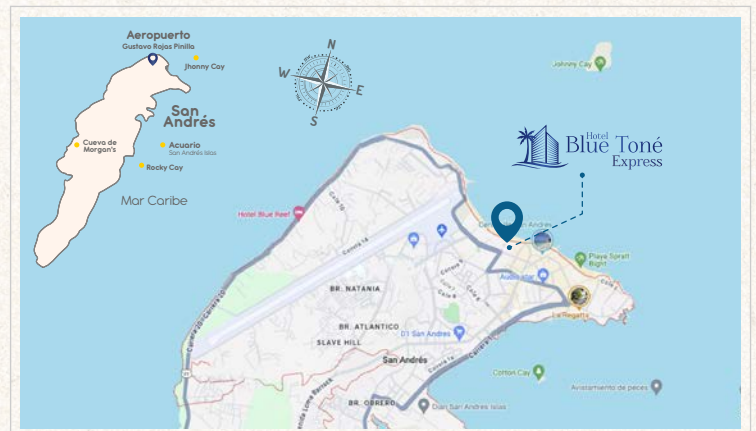 Aeropuerto
Gustavo Rojas Pinilla
Jhonny Cay
San
Andrés
Cueva de
Morgan's
Acuario
San Andrés Islas
Rocky Cay
Mar Caribe
N
W
E
S
Johnny Cay
Hotel
Blue Toné
Express
Hotel Blue Reef
Playa Spratt
Bight
BR. NATANIA
BR. ATLANTICO
SLAVE HILL
D1 San Andres
La Regatta
San Andrés
Cotton Cay
Avistamiento de peces
BR. OBRERO
Dian San Andres Islas